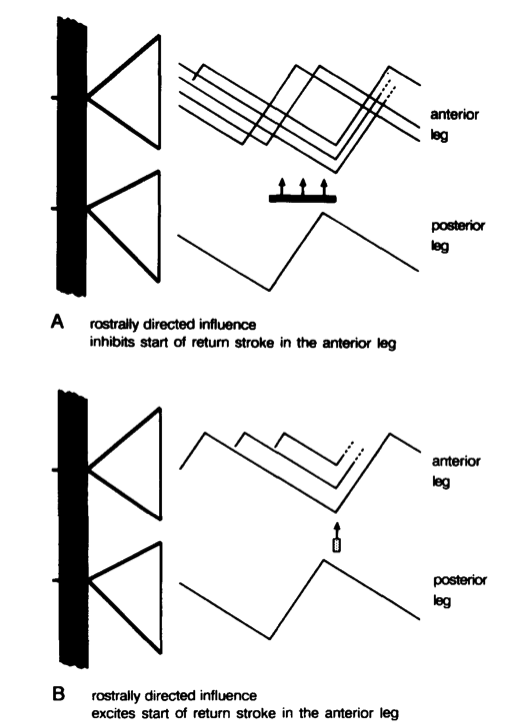 anterior
leg
posterior
leg
A
rostrally directed influence
inhibits start of return stroke in the anterior leg
anterior
leg
posterior
leg
B
rostrally directed influence
excites start of return stroke in the anterior leg